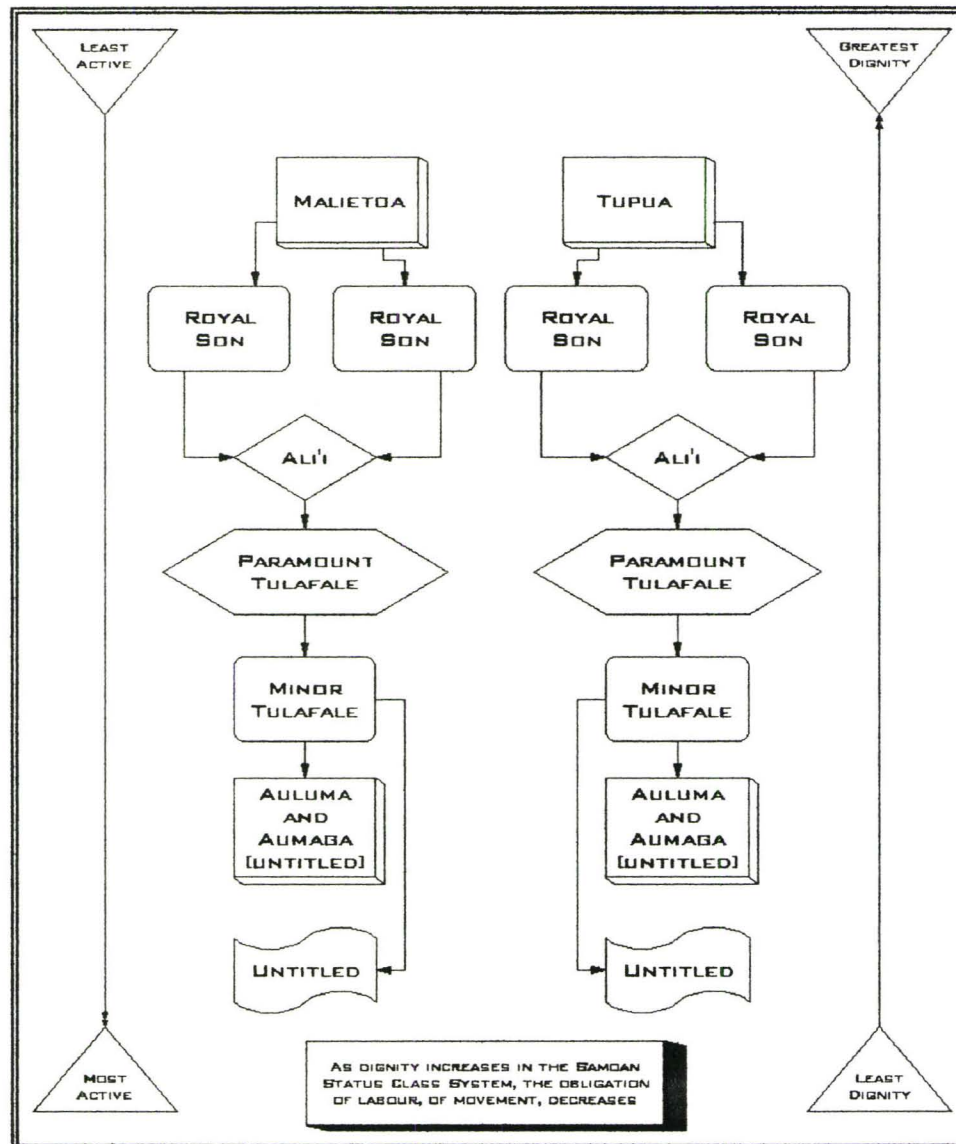 LEAST
ACTIVE
GREATEST
DIGNITY
MALIETOA
TUPUA
ROYAL
SON
ROYAL
SON
ROYAL
SON
ROYAL
SON
ALI'I
ALI'I
PARAMOUNT
TULAFALE
PARAMOUNT
TULAFALE
MINOR
TULAFALE
MINOR
TULAFALE
AULUMA
AND
AUMAGA
[UNTITLED]
AULUMA
AND
AUMAGA
[UNTITLED]
UNTITLED
UNTITLED
MOST
ACTIVE
AS DIGNITY INCREASES IN THE SAMOAN
STATUS CLASS SYSTEM, THE OBLIGATION
OF LABOUR, OF MOVEMENT, DECREASES
LEAST
DIGNITY